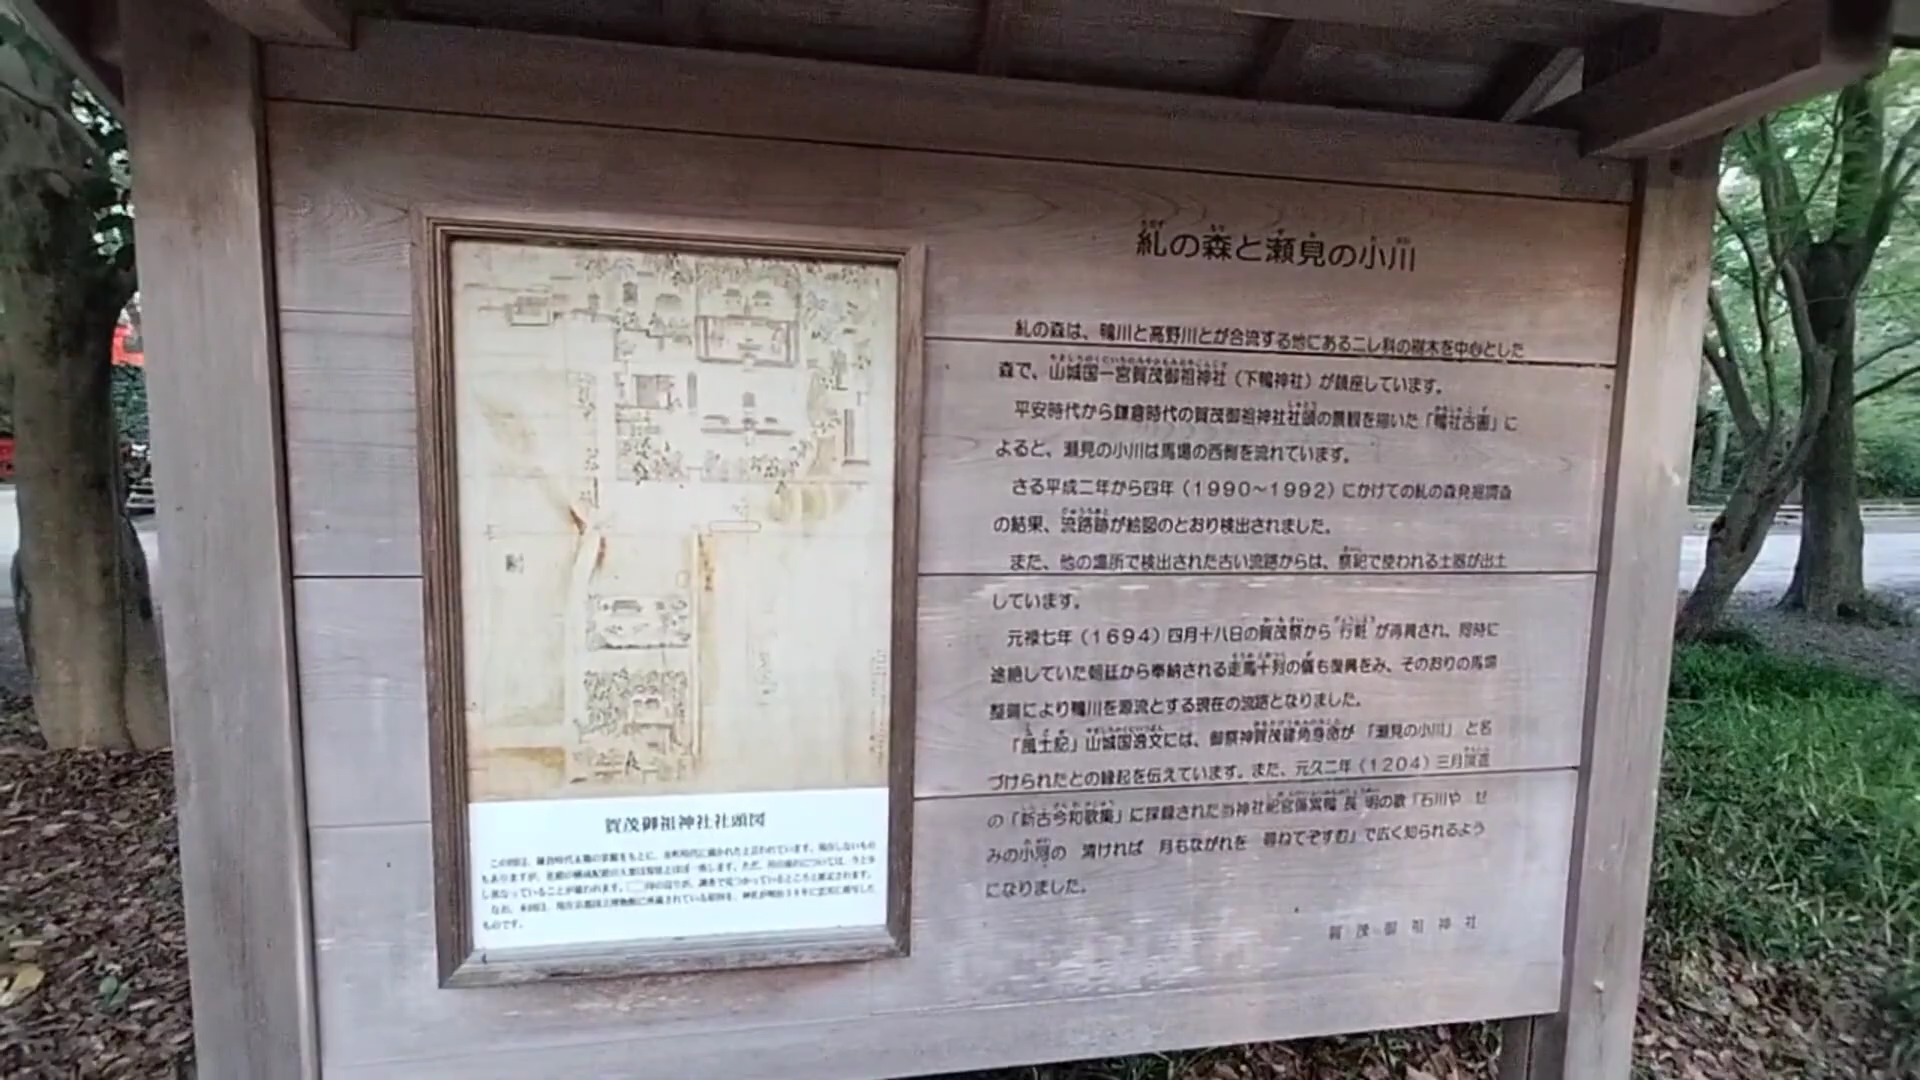 糺の森と瀬見の小川
糺の森は、鴨川と高野川とが合流する地にあるニレ科の樹木を中心とした
森で、山城国一宮賀茂御祖神社（下鴨神社）が鎮座しています。
平安時代から鎌倉時代の賀茂御祖神社社頭の景観を描いた「鴨社古図」に
よると、瀬見の小川は馬場の西側を流れています。
さる平成二年から四年（1990～1992）にかけての糺の森発掘調査
の結果、流路跡が絵図のとおり検出されました。
また、他の場所で検出された古い流路からは、祭祀で使われる土器が出土
しています。
元禄七年（1694）四月十八日の賀茂祭から 行粧 が再興され、同時に
途絶していた朝廷から奉納される走馬十列の儀も復興をみ、そのおりの馬場
整備により鴨川を源流とする現在の流路となりました。
「風土記」山城国逸文には、御祭神賀茂建角身命が 「瀬見の小川」 と名
づけられたとの縁起を伝えています。また、元久二年（1204）三月撰進
の「新古今和歌集」に採録された当神社祀官鴨 長 明の歌「石川や せ
みの小河の 清ければ 月もながれを 尋ねてぞすむ」で広く知られるよう
になりました。
賀茂御祖神社
賀茂御祖神社社頭図
ものです。